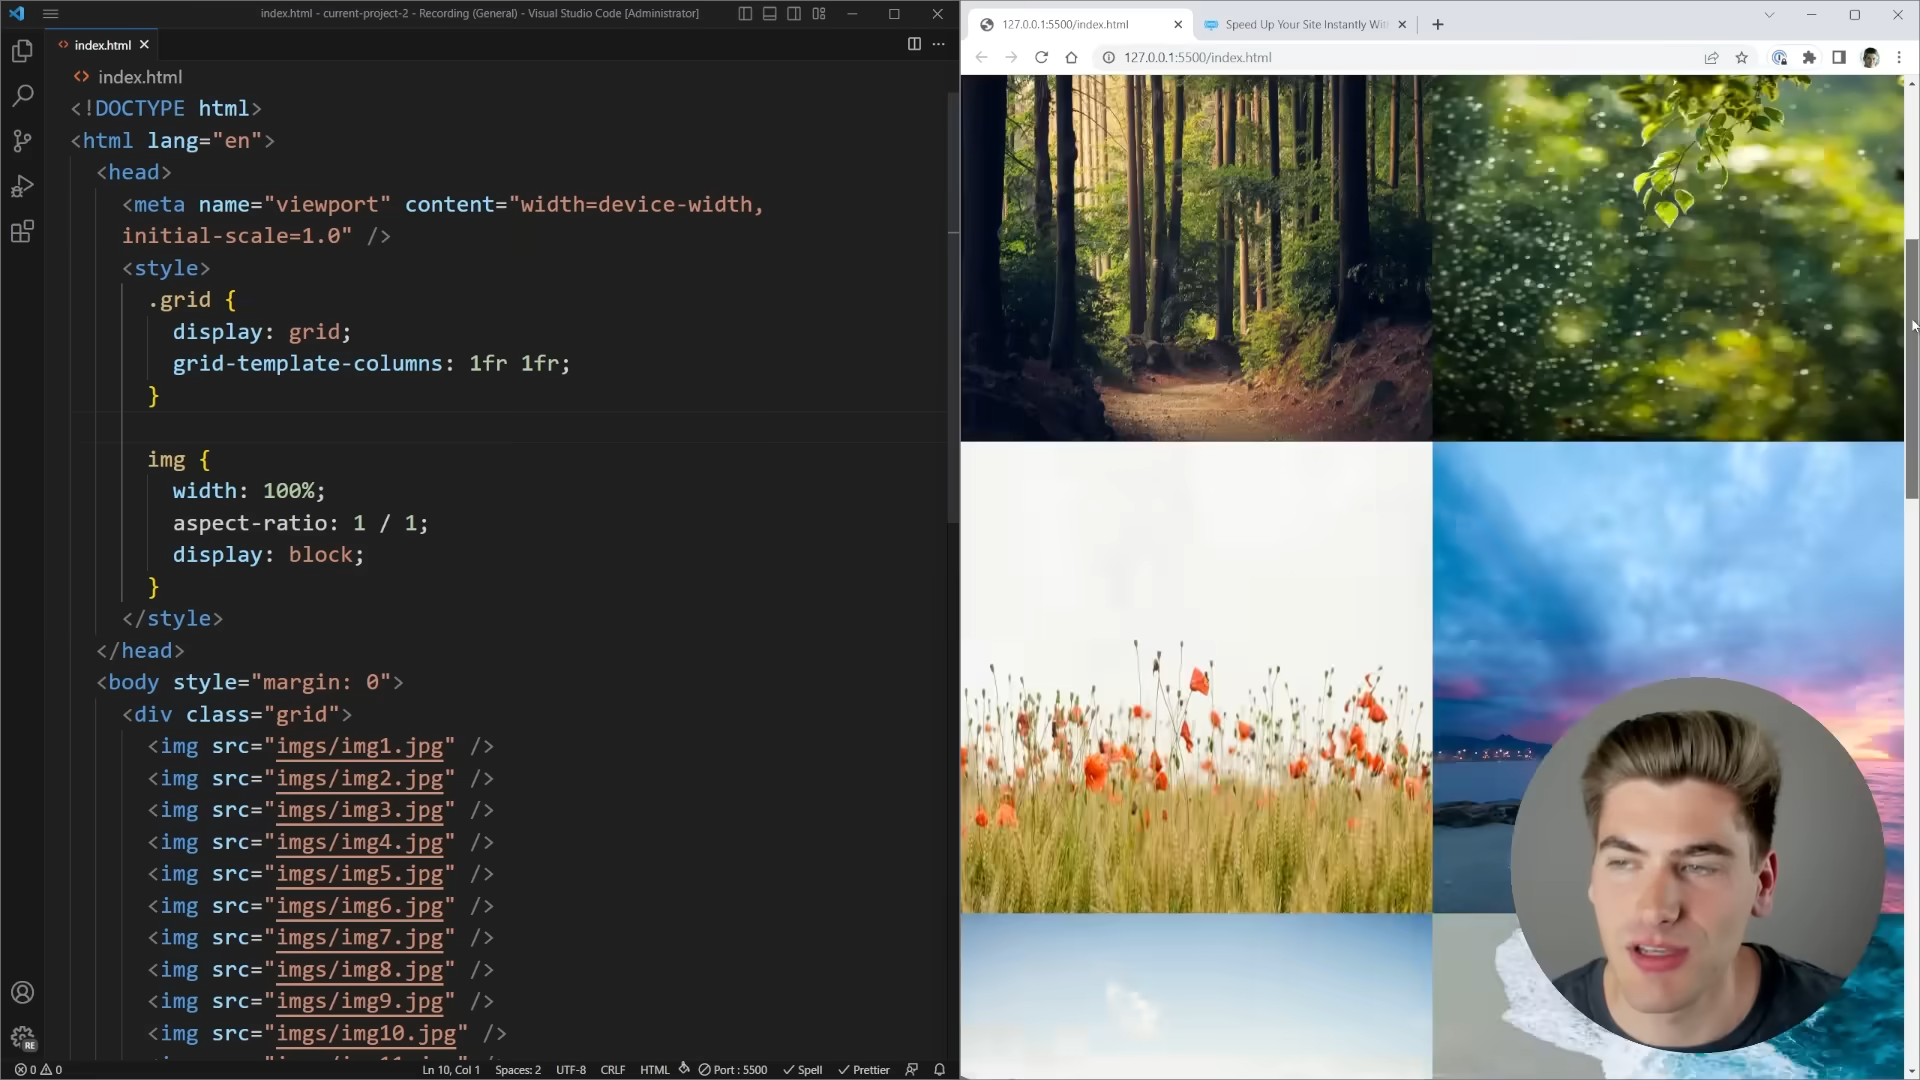 index.html - current-project-2 - Recording (General) - Visual Studio Code [Administrator]
index.html
index.html
<!DOCTYPE html>
<html lang="en">
<head>
<meta name="viewport" content="width=device-width,
initial-scale=1.0" />
<style>
.grid {
display: grid;
grid-template-columns: 1fr 1fr;
}
img {
width: 100%;
aspect-ratio: 1 / 1;
display: block;
}
</style>
</head>
<body style="margin: 0">
<div class="grid">
<img src="imgs/img1.jpg" />
<img src="imgs/img2.jpg" />
<img src="imgs/img3.jpg" />
<img src="imgs/img4.jpg" />
<img src="imgs/img5.jpg" />
<img src="imgs/img6.jpg" />
<img src="imgs/img7.jpg" />
<img src="imgs/img8.jpg" />
<img src="imgs/img9.jpg" />
<img src="imgs/img10.jpg" />
RE
0 0 Ln 10, Col 1 Spaces: 2 UTF-8 CRLF HTML Port : 5500 Spell Prettier
127.0.0.1:5500/index.html
Speed Up Your Site Instantly Wit
127.0.0.1:5500/index.html